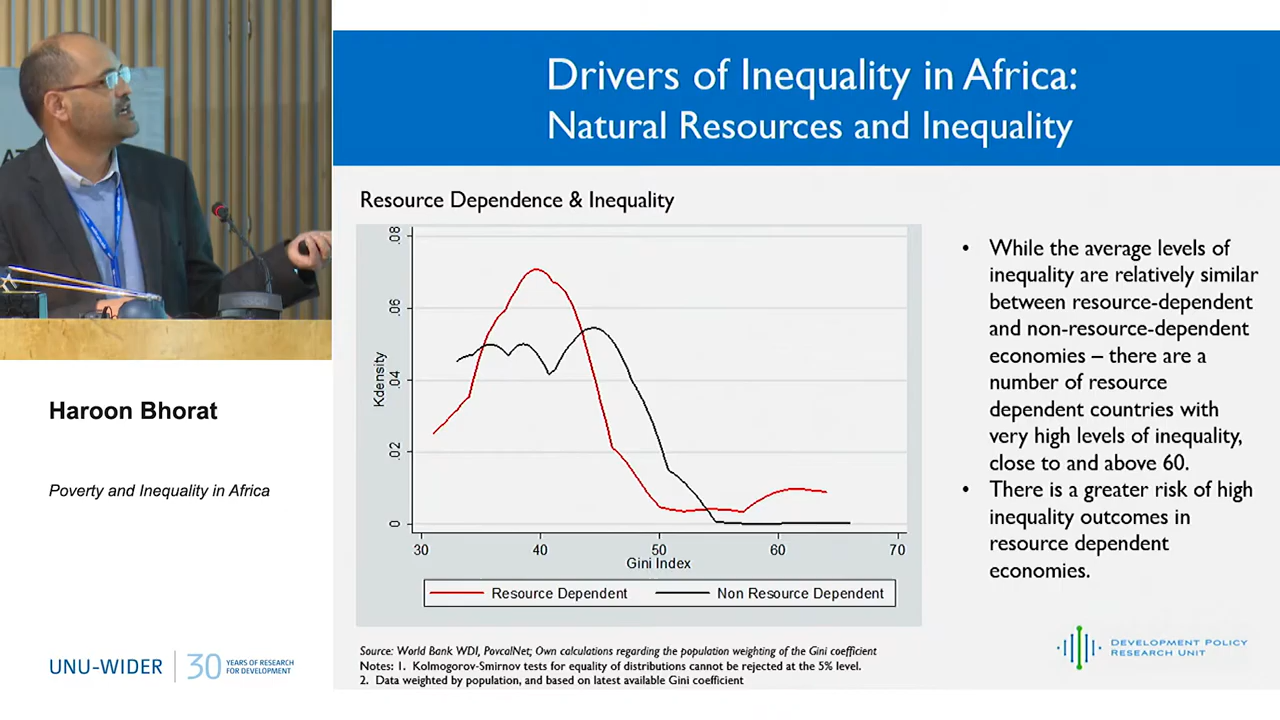 Drivers of Inequality in Africa:
Natural Resources and Inequality
Resource Dependence & Inequality
Kdensity
.08
.06
.04
.02
0
30 40 50 60 70
Gini Index
Resource Dependent Non Resource Dependent
• While the average levels of
inequality are relatively similar
between resource-dependent
and non-resource-dependent
economies – there are a
number of resource
dependent countries with
very high levels of inequality,
close to and above 60.
• There is a greater risk of high
inequality outcomes in
resource dependent
economies.
Source: World Bank WDI, PovcalNet; Own calculations regarding the population weighting of the Gini coefficient
Notes: 1. Kolmogorov-Smirnov tests for equality of distributions cannot be rejected at the 5% level.
2. Data weighted by population, and based on latest available Gini coefficient
DEVELOPMENT POLICY
RESEARCH UNIT
Haroon Bhorat
Poverty and Inequality in Africa
UNU-WIDER
30 YEARS OF RESEARCH
FOR DEVELOPMENT